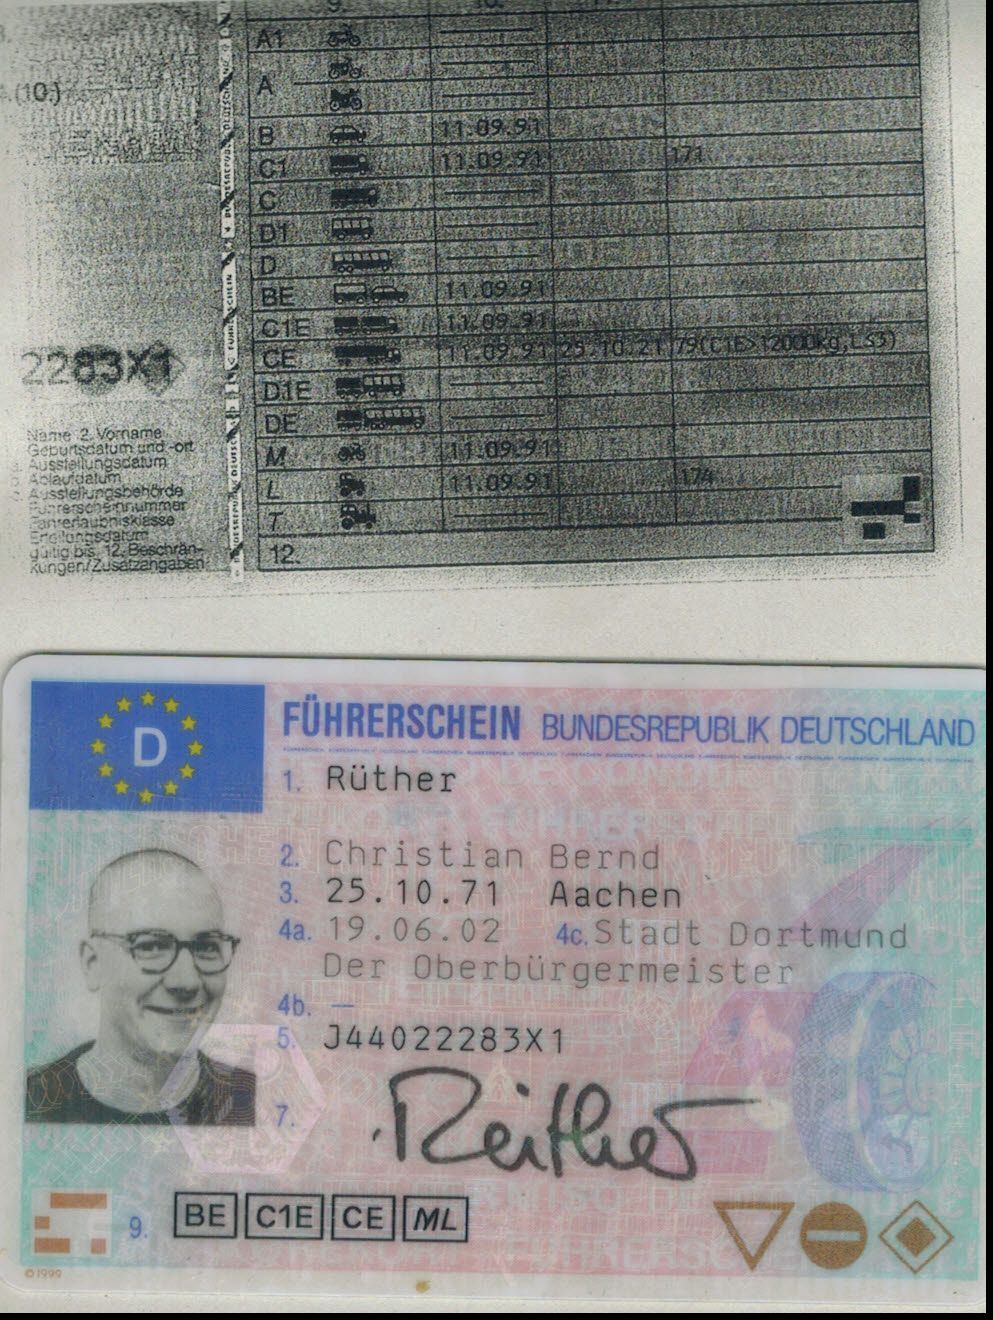 9. 10. 11.
(10.)
A1
A
B 11.09.91
C1 11.09.91 171
C
D1
D
BE 11.09.91
C1E 11.09.91
CE 11.09.91 25.10.21 79(C1E>12000kg,L≤3)
D1E
DE
M 11.09.91
L 11.09.91 174
T
12.
2283X1
Name 2. Vorname
Geburtsdatum und -ort
Ausstellungsdatum
Ablaufdatum
Ausstellungsbehörde
Führerscheinnummer
Fahrerlaubnisklasse
Erteilungsdatum
gültig bis, 12. Beschrän-
kungen/Zusatzangaben
D
FÜHRERSCHEIN BUNDESREPUBLIK DEUTSCHLAND
1. Rüther
2. Christian Bernd
3. 25.10.71 Aachen
4a. 19.06.02 4c. Stadt Dortmund
Der Oberbürgermeister
4b. —
5. J44022283X1
7. Rüther
9. BE C1E CE ML
©1999